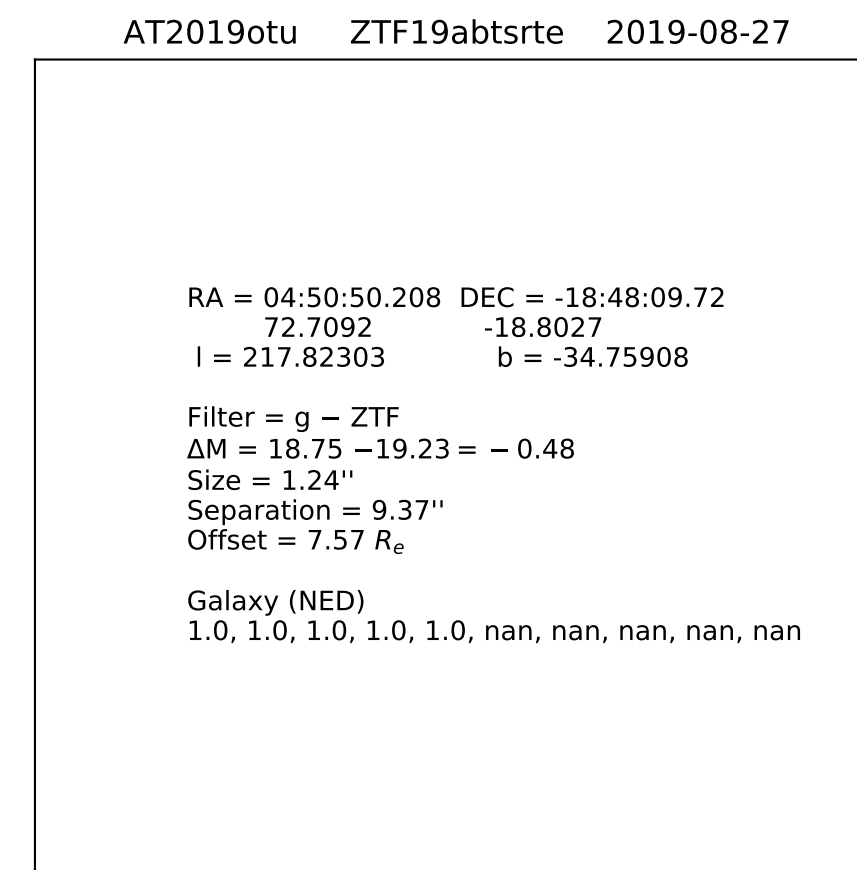 AT2019otu ZTF19abtsrte 2019-08-27
RA = 04:50:50.208 DEC = -18:48:09.72
72.7092 -18.8027
l = 217.82303 b = -34.75908
Filter = g − ZTF
ΔM = 18.75 −19.23 = − 0.48
Size = 1.24''
Separation = 9.37''
Offset = 7.57 Re
Galaxy (NED)
1.0, 1.0, 1.0, 1.0, 1.0, nan, nan, nan, nan, nan